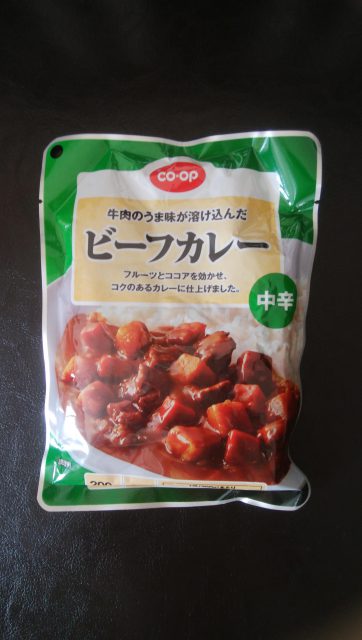 CO・OP
牛肉のうま味が溶け込んだ
ビーフカレー
フルーツとココアを効かせ、
コクのあるカレーに仕上げました。
中辛